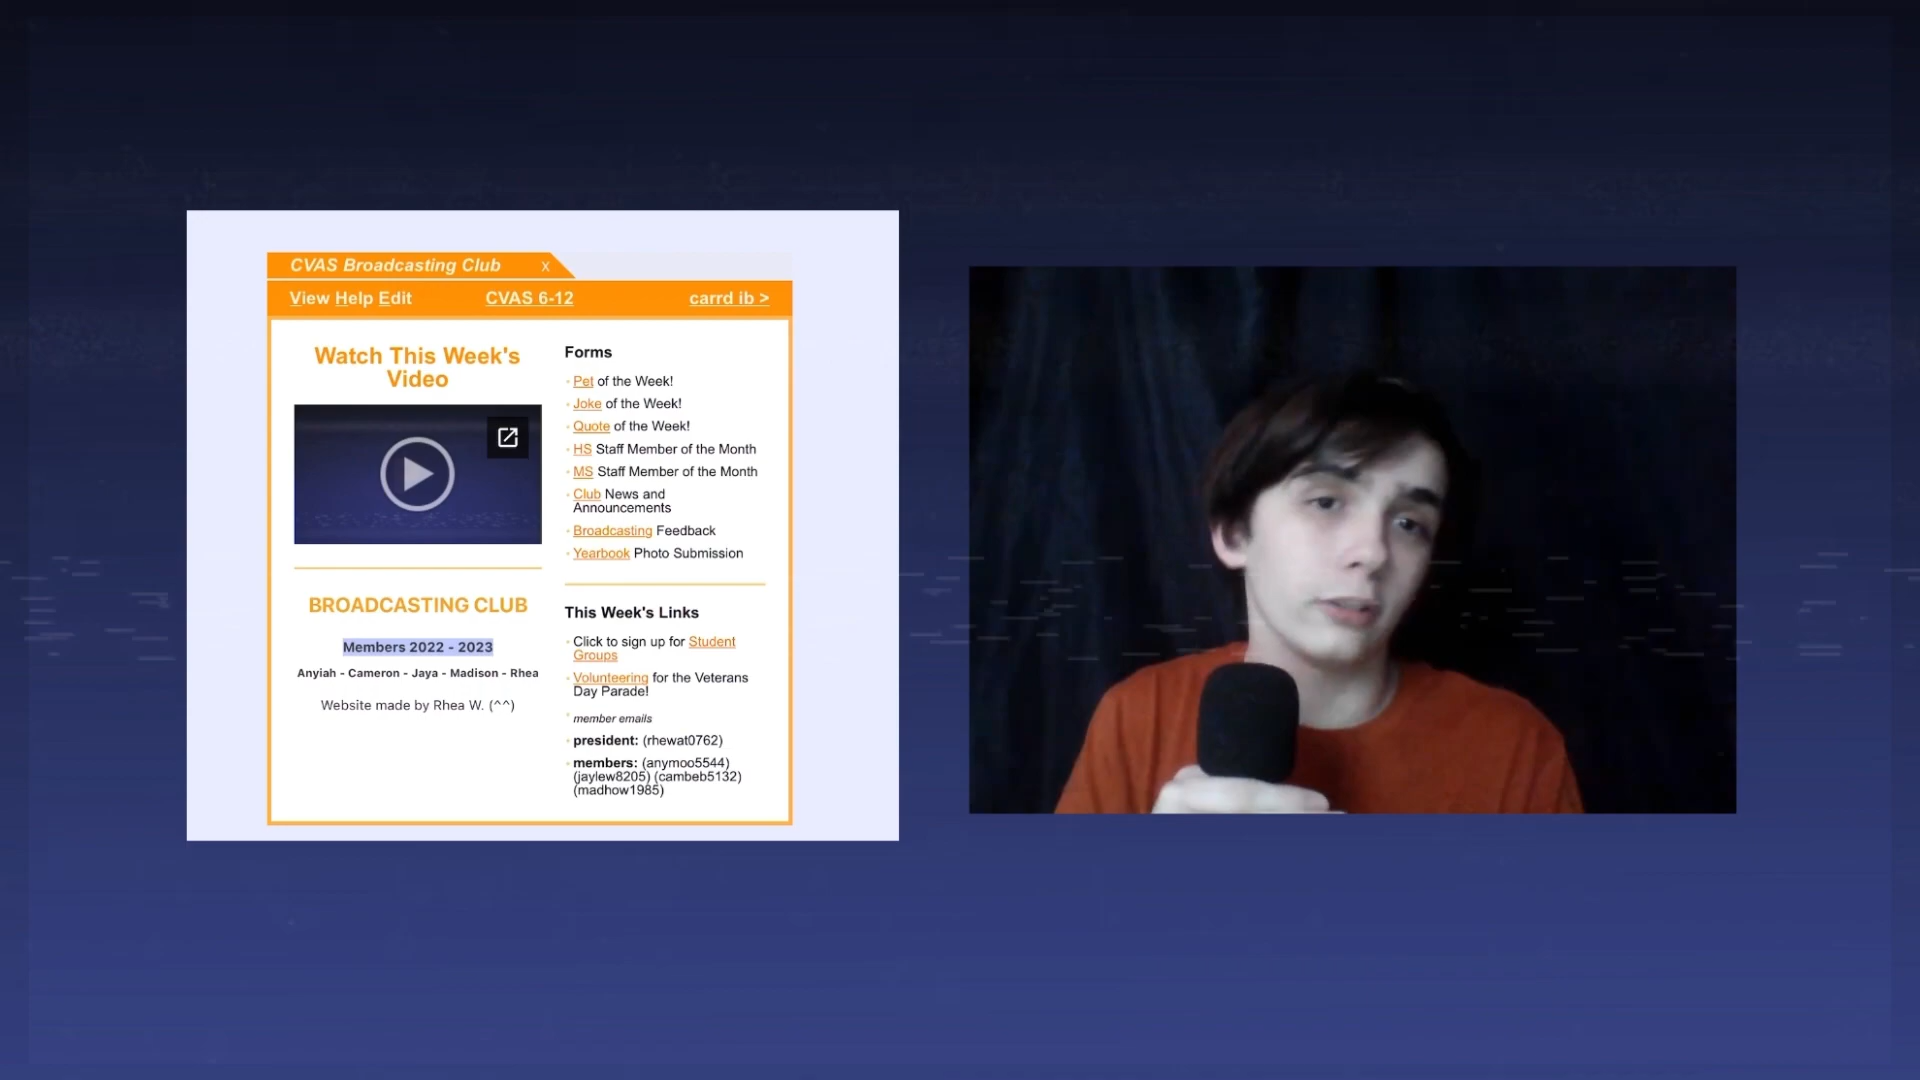 CVAS Broadcasting Club x
View Help Edit CVAS 6-12 carrd ib >
Watch This Week's
Video
BROADCASTING CLUB
Members 2022 - 2023
Anyiah - Cameron - Jaya - Madison - Rhea
Website made by Rhea W. (^^)
Forms
· Pet of the Week!
· Joke of the Week!
· Quote of the Week!
· HS Staff Member of the Month
· MS Staff Member of the Month
· Club News and
Announcements
· Broadcasting Feedback
· Yearbook Photo Submission
This Week's Links
· Click to sign up for Student
Groups
· Volunteering for the Veterans
Day Parade!
· member emails
· president: (rhewat0762)
· members: (anymoo5544)
(jaylew8205) (cambeb5132)
(madhow1985)